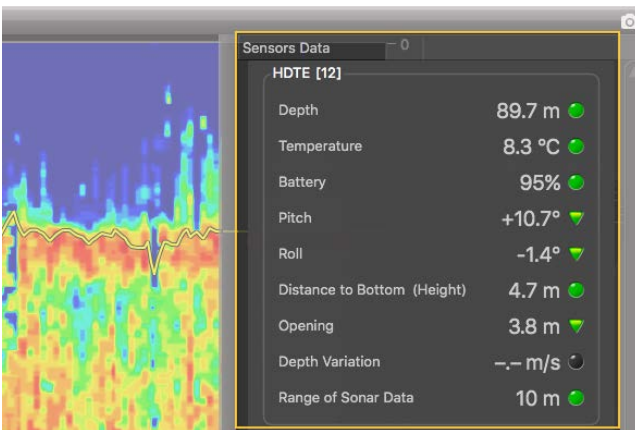 Sensors Data
0
HDTE [12]
Depth 89.7 m
Temperature 8.3 °C
Battery 95%
Pitch +10.7°
Roll -1.4°
Distance to Bottom (Height) 4.7 m
Opening 3.8 m
Depth Variation –.– m/s
Range of Sonar Data 10 m